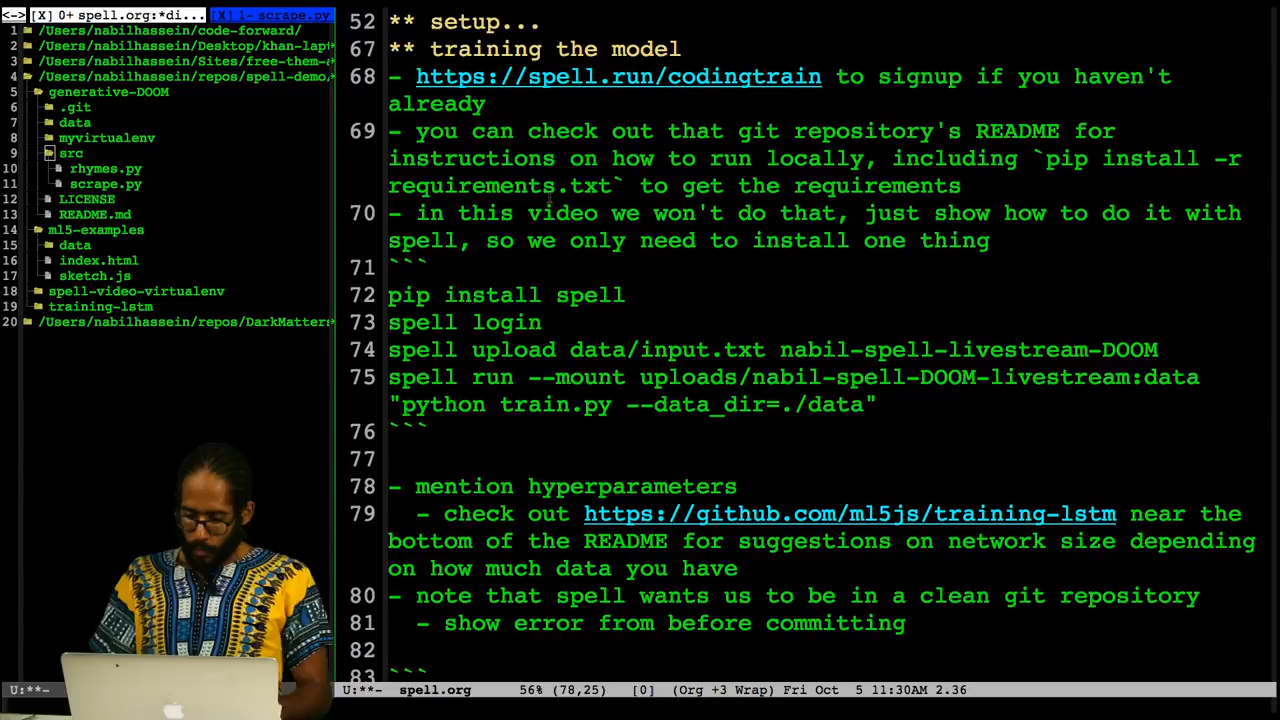 <-> [X] 0+ spell.org:*di... [X] 1- scrape.py
1 /Users/nabilhassein/code-forward/
2 /Users/nabilhassein/Desktop/khan-lapt
3 /Users/nabilhassein/Sites/free-them-a
4 /Users/nabilhassein/repos/spell-demo/
5 generative-DOOM
6 .git
7 data
8 myvirtualenv
9 src
10 rhymes.py
11 scrape.py
12 LICENSE
13 README.md
14 ml5-examples
15 data
16 index.html
17 sketch.js
18 spell-video-virtualenv
19 training-lstm
20 /Users/nabilhassein/repos/DarkMatters
52 ** setup...
67 ** training the model
68 - https://spell.run/codingtrain to signup if you haven't
already
69 - you can check out that git repository's README for
instructions on how to run locally, including `pip install -r
requirements.txt` to get the requirements
70 - in this video we won't do that, just show how to do it with
spell, so we only need to install one thing
71 ```
72 pip install spell
73 spell login
74 spell upload data/input.txt nabil-spell-livestream-DOOM
75 spell run --mount uploads/nabil-spell-DOOM-livestream:data
"python train.py --data_dir=./data"
76 ```
77
78 - mention hyperparameters
79 - check out https://github.com/ml5js/training-lstm near the
bottom of the README for suggestions on network size depending
on how much data you have
80 - note that spell wants us to be in a clean git repository
81 - show error from before committing
82
83 ```
U:**-
U:**- spell.org 56% (78,25) [0] (Org +3 Wrap) Fri Oct 5 11:30AM 2.36